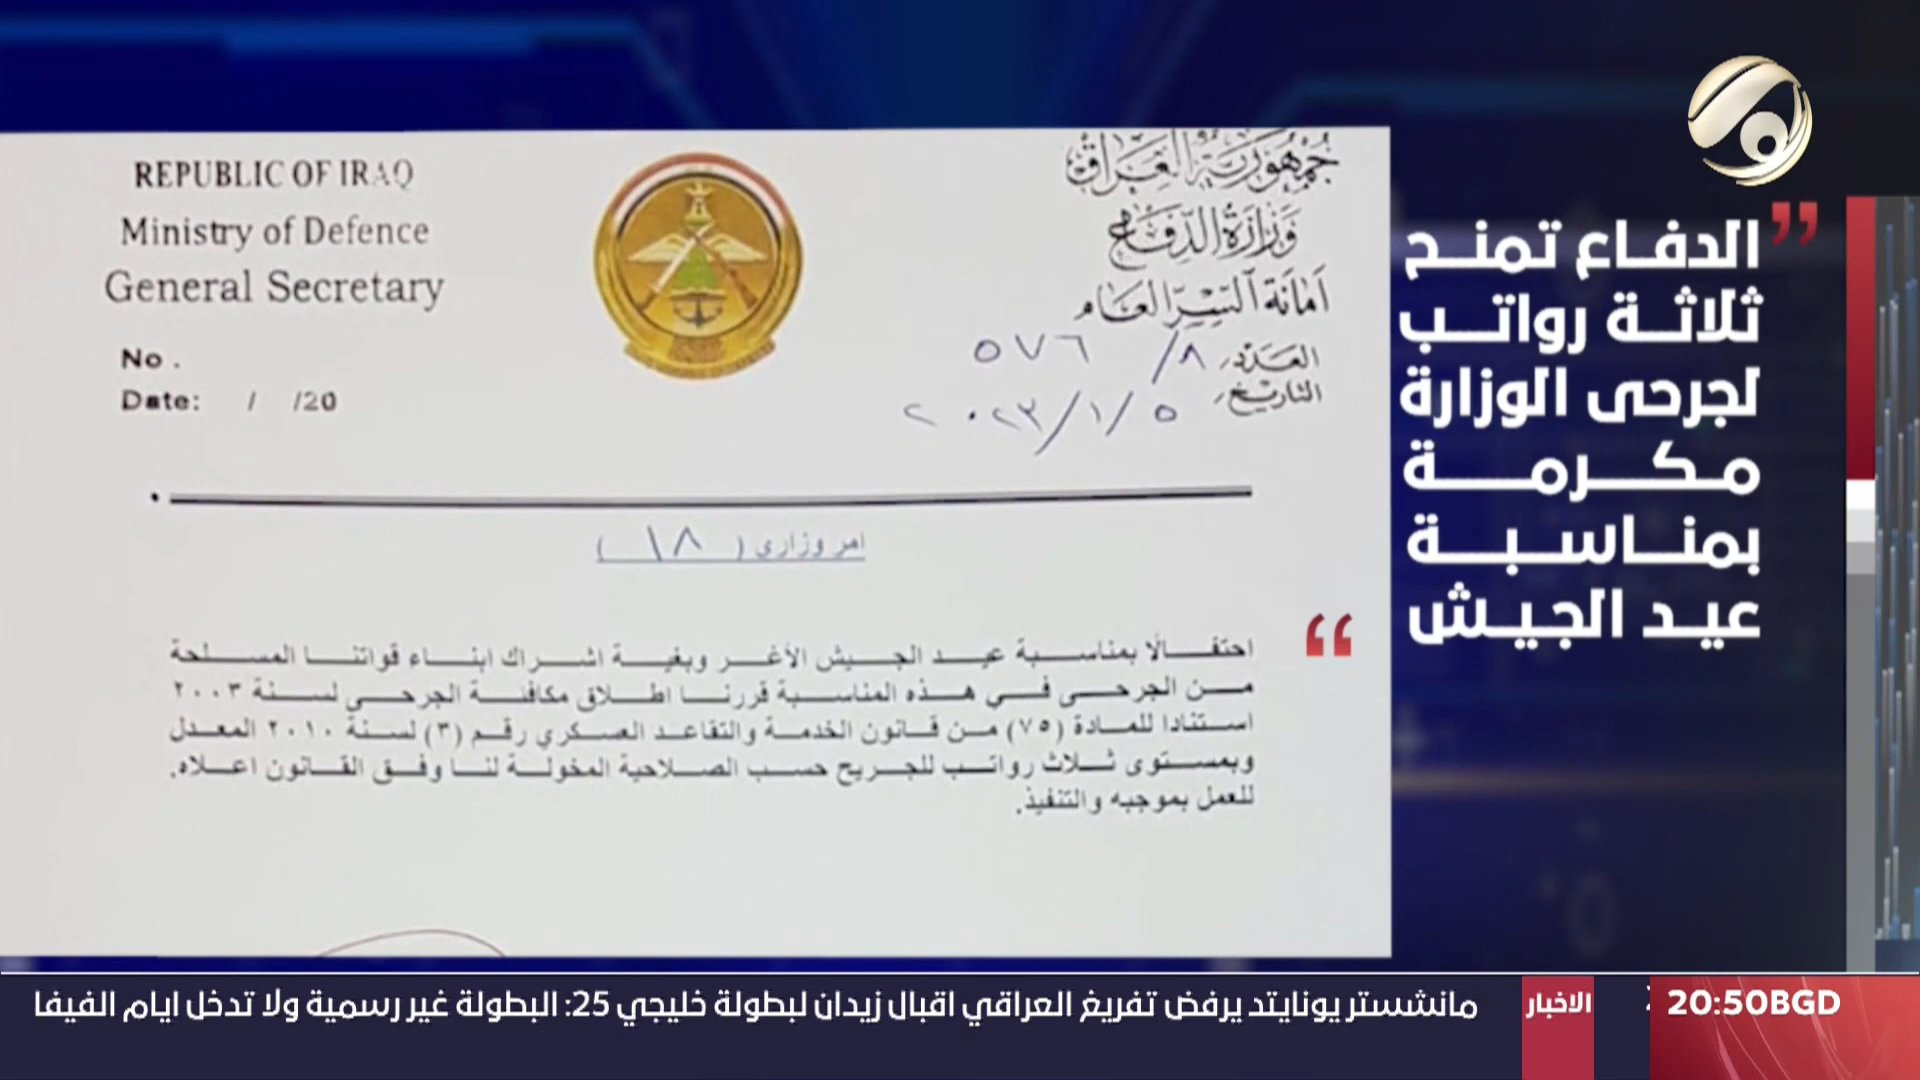 REPUBLIC OF IRAQ
Ministry of Defence
General Secretary
No .
Date: / /20
جمهورية العراق
وزارة الدفاع
أمانة السر العام
العدد / ٨ / ٥٧٦
التاريخ / ٥ / ١ / ٢٠٢٣
امر وزاري ( ١٨ )
احتفالا بمناسبة عيد الجيش الأغر وبغية اشراك ابناء قواتنا المسلحة
من الجرحى في هذه المناسبة قررنا اطلاق مكافئة الجرحى لسنة ٢٠٠٣
استنادا للمادة (٧٥) من قانون الخدمة والتقاعد العسكري رقم (٣) لسنة ٢٠١٠ المعدل
وبمستوى ثلاث رواتب للجريح حسب الصلاحية المخولة لنا وفق القانون اعلاه.
للعمل بموجبه والتنفيذ.
الدفاع تمنح
ثلاثة رواتب
لجرحى الوزارة
مكرمة
بمناسبة
عيد الجيش
20:50BGD
الاخبار
مانشستر يونايتد يرفض تفريغ العراقي اقبال زيدان لبطولة خليجي 25: البطولة غير رسمية ولا تدخل ايام الفيفا